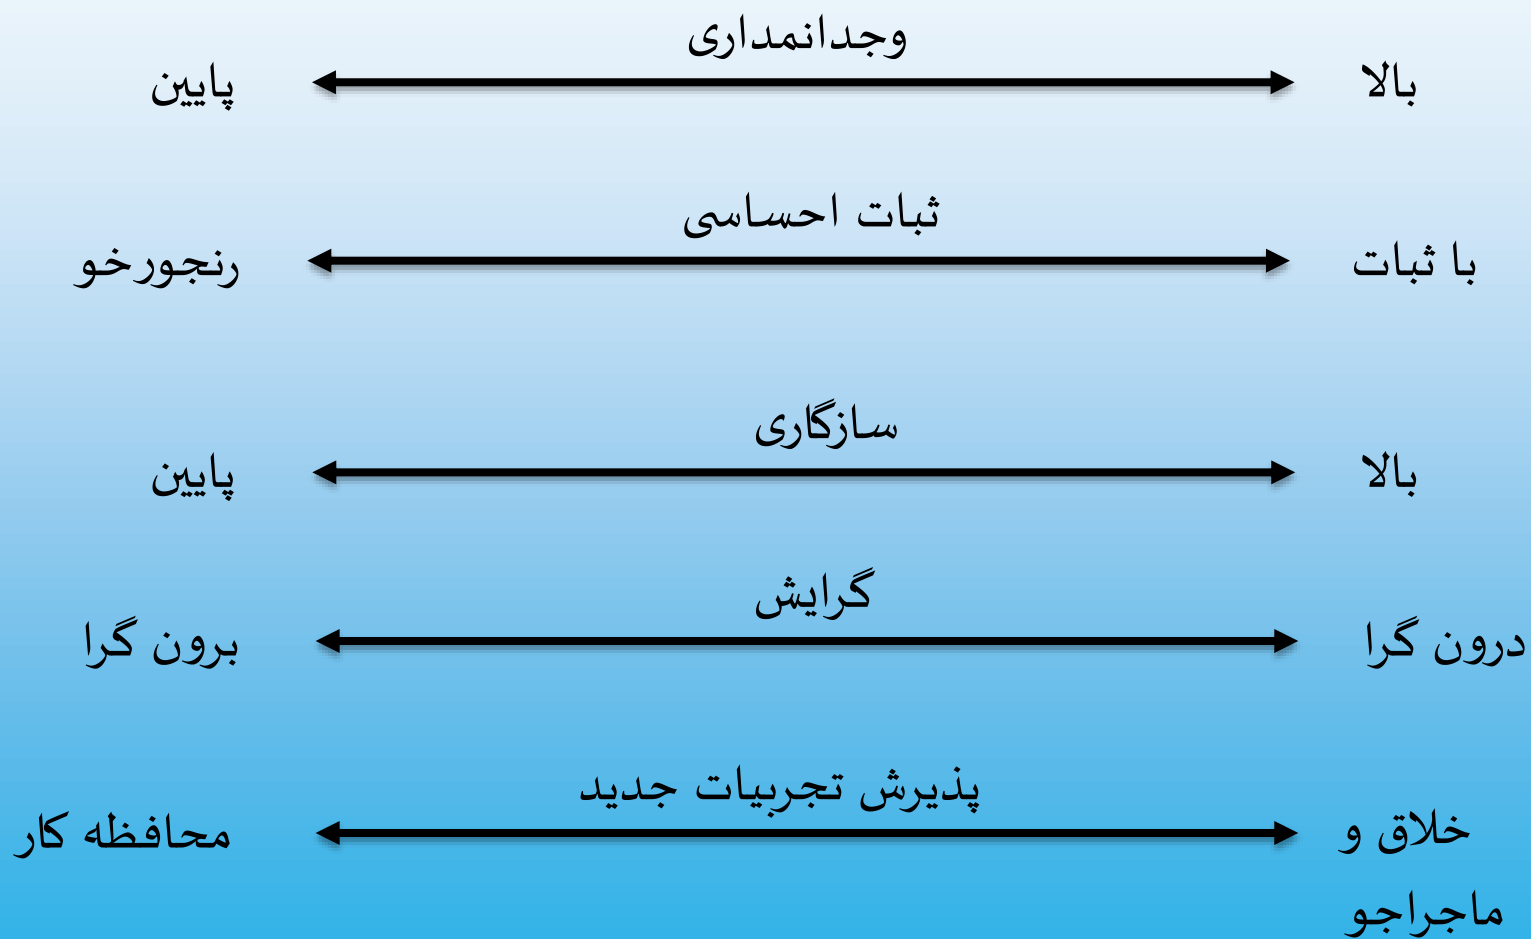 وجدانمداری
بالا
پایین
ثبات احساسی
با ثبات
رنجورخو
سازگاری
بالا
پایین
گرایش
درون گرا
برون گرا
پذیرش تجربیات جدید
خلاق و
ماجراجو
محافظه کار